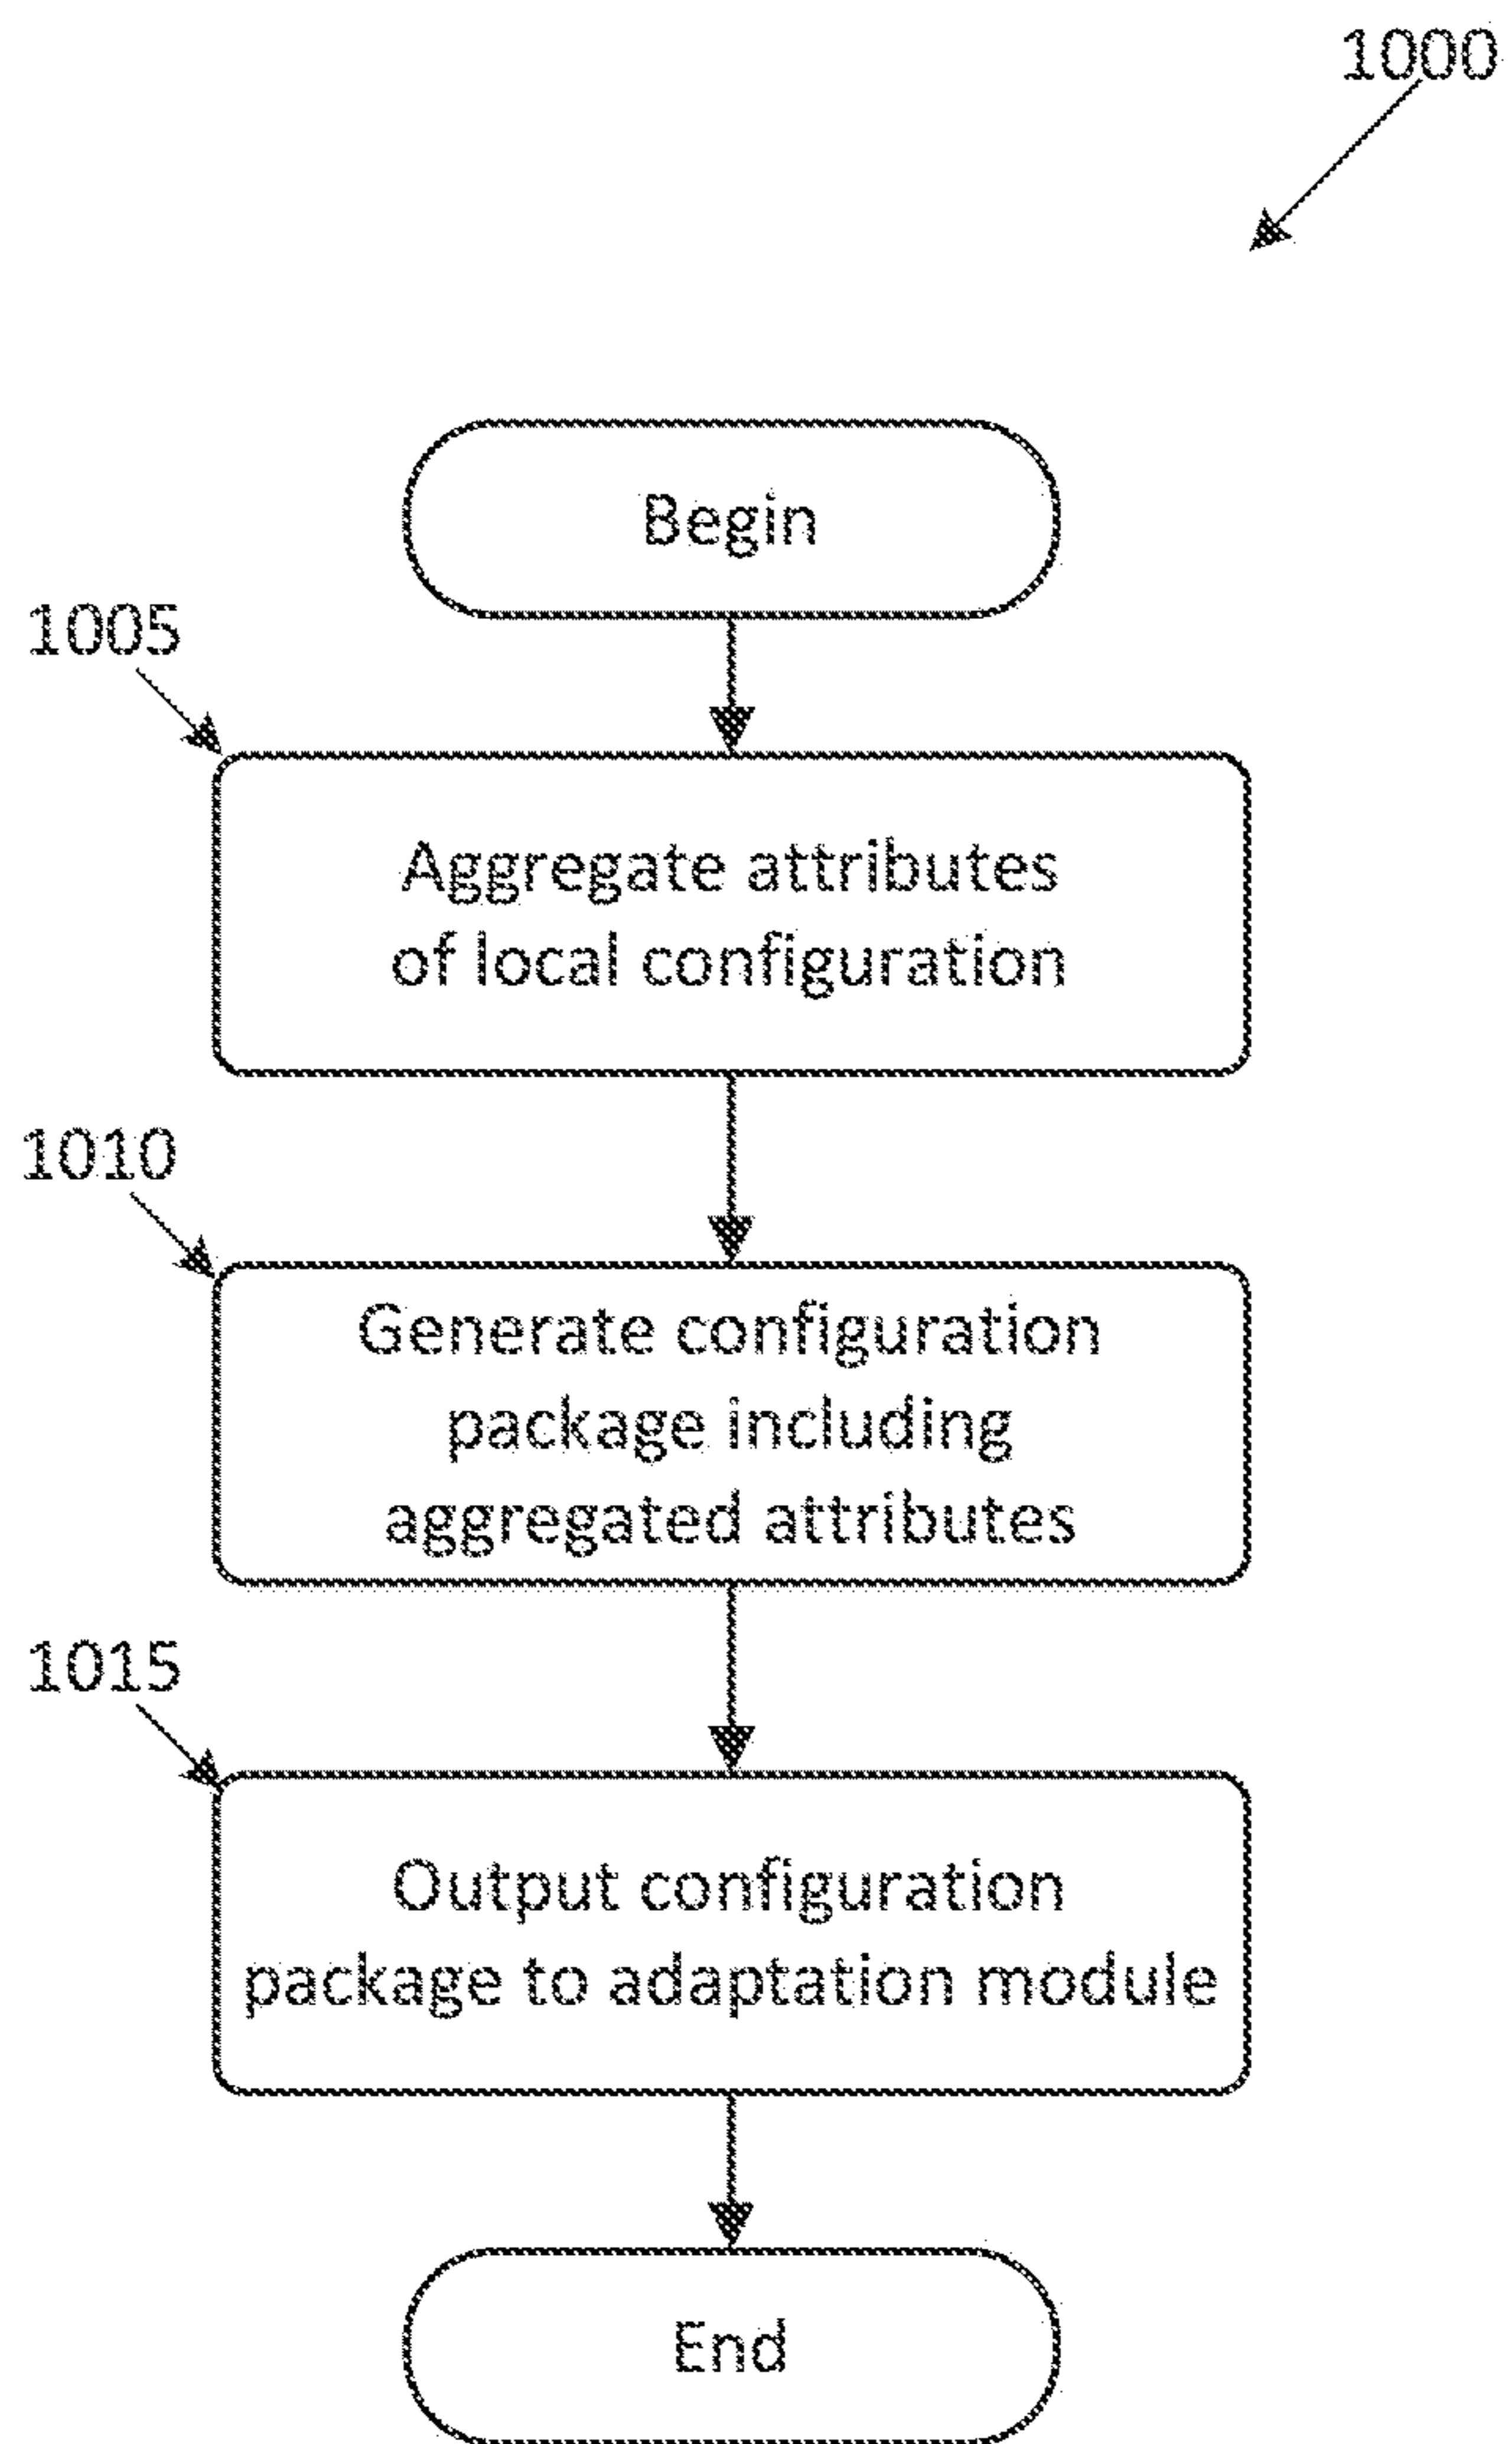 1000
Begin
1005
Aggregate attributes
of local configuration
1010
Generate configuration
package including
aggregated attributes
1015
Output configuration
package to adaptation module
End